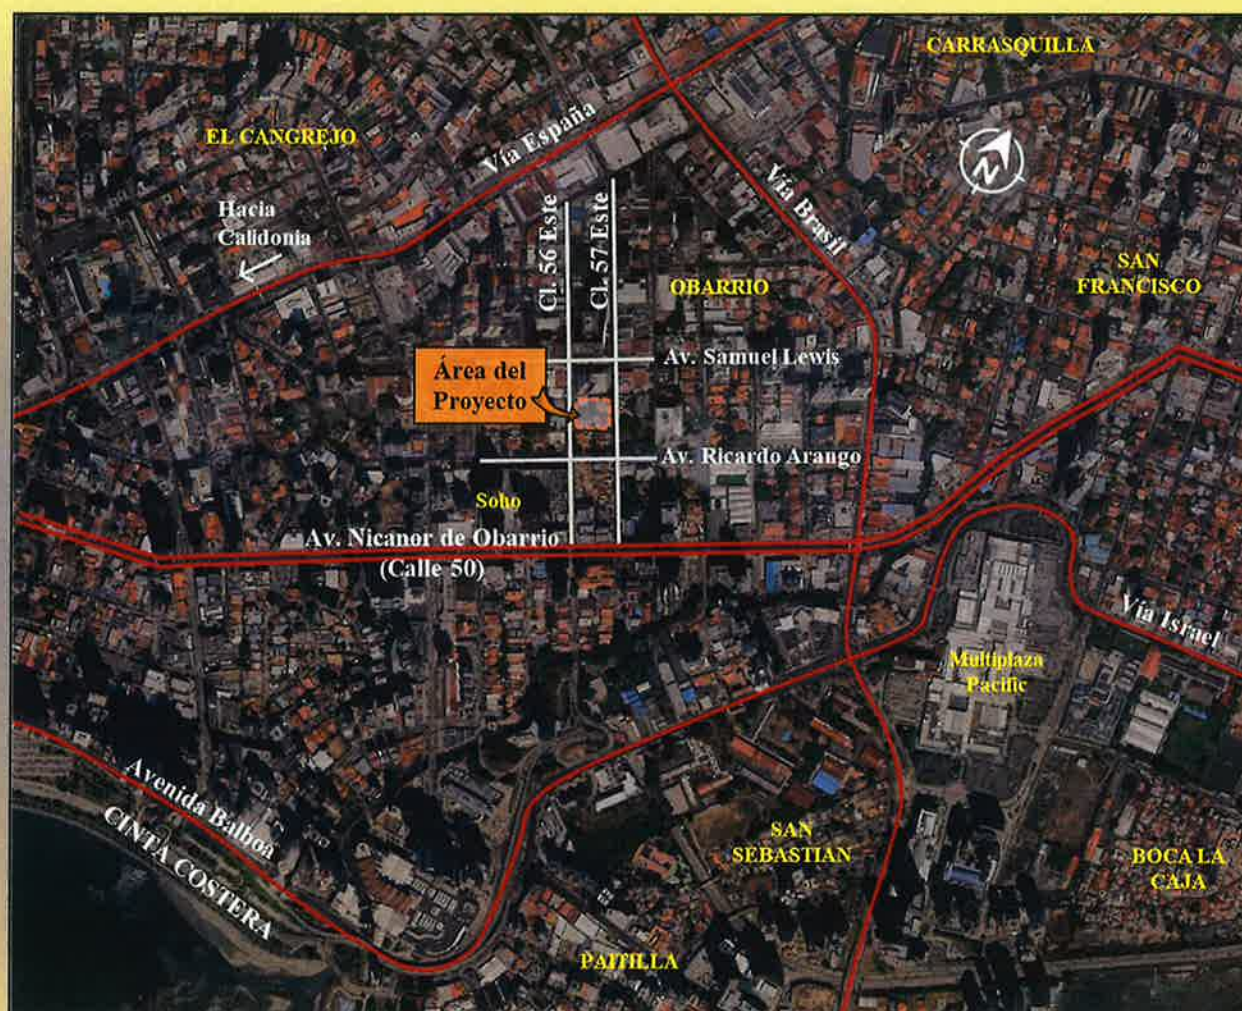 CARRASQUILLA
EL CANGREJO
Vía España
N
Vía Brasil
Hacia
Calidonia
Cl. 56 Este
Cl. 57 Este
SAN
FRANCISCO
OBARRIO
Av. Samuel Lewis
Área del
Proyecto
Av. Ricardo Arango
Soho
Av. Nicanor de Obarrio
(Calle 50)
Vía Israel
Multiplaza
Pacific
Avenida Balboa
CINTA COSTERA
SAN
SEBASTIAN
BOCA LA
CAJA
PAITILLA